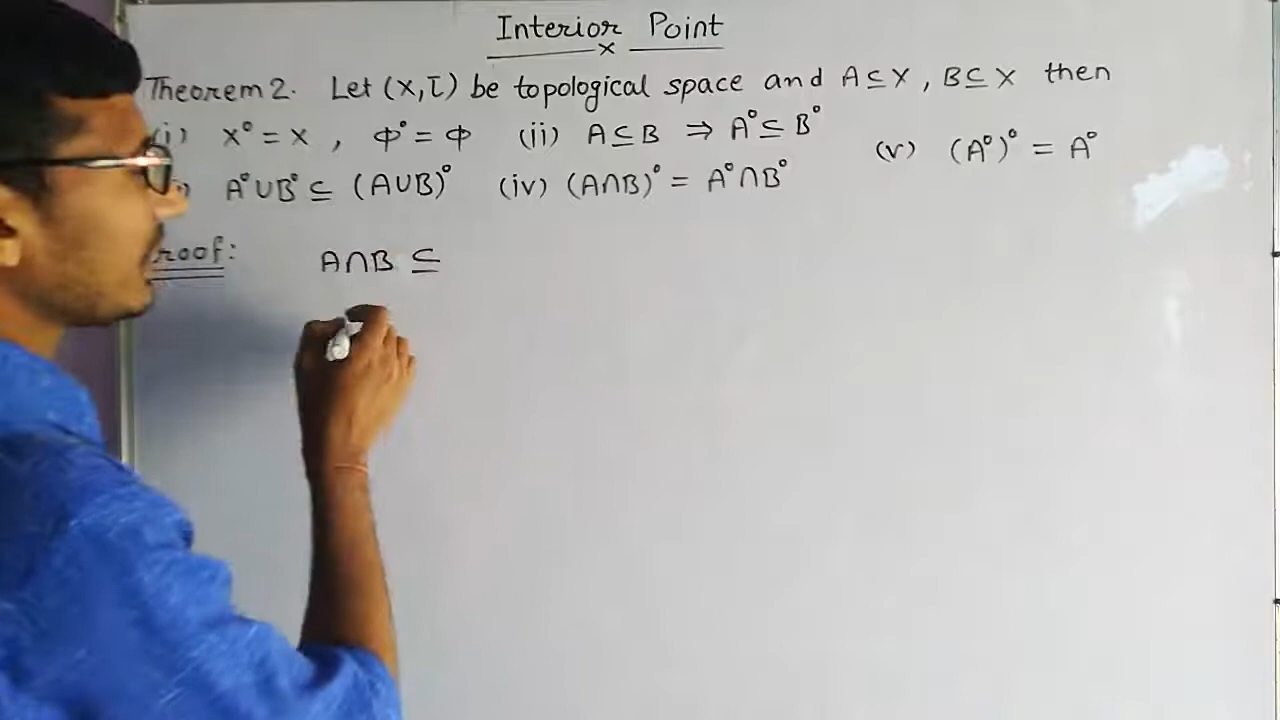 Interior Point
x
Theorem 2. Let (X,τ) be topological space and A⊆X, B⊆X then
i) X° = X , Φ° = Φ (ii) A⊆B ⇒ A°⊆B°
(v) (A°)° = A°
) A°∪B° ⊆ (A∪B)° (iv) (A∩B)° = A°∩B°
roof: A∩B ⊆